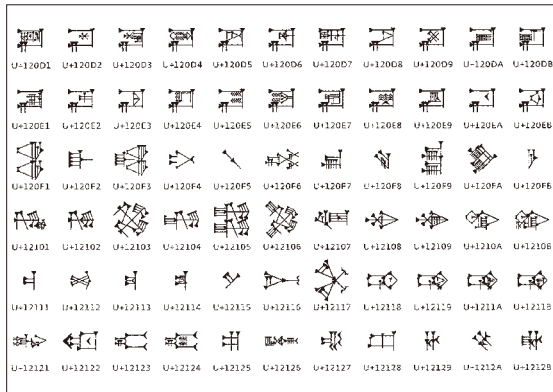 𒃑 𒃒 𒃓 𒃔 𒃕 𒃖 𒃗 𒃘 𒃙 𒃚 𒃛
U+120D1 U+120D2 U+120D3 U+120D4 U+120D5 U+120D6 U+120D7 U+120D8 U+120D9 U+120DA U+120DB
𒃡 𒃢 𒃣 𒃤 𒃥 𒃦 𒃧 𒃨 𒃩 𒃪 𒃫
U+120E1 U+120E2 U+120E3 U+120E4 U+120E5 U+120E6 U+120E7 U+120E8 U+120E9 U+120EA U+120EB
𒃱 𒃲 𒃳 𒃴 𒃵 𒃶 𒃷 𒃸 𒃹 𒃺 𒃻
U+120F1 U+120F2 U+120F3 U+120F4 U+120F5 U+120F6 U+120F7 U+120F8 U+120F9 U+120FA U+120FB
𒄁 𒄂 𒄃 𒄄 𒄅 𒄆 𒄇 𒄈 𒄉 𒄊 𒄋
U+12101 U+12102 U+12103 U+12104 U+12105 U+12106 U+12107 U+12108 U+12109 U+1210A U+1210B
𒄑 𒄒 𒄓 𒄔 𒄕 𒄖 𒄗 𒄘 𒄙 𒄚 𒄛
U+12111 U+12112 U+12113 U+12114 U+12115 U+12116 U+12117 U+12118 U+12119 U+1211A U+1211B
𒄡 𒄢 𒄣 𒄤 𒄥 𒄦 𒄧 𒄨 𒄩 𒄪 𒄫
U+12121 U+12122 U+12123 U+12124 U+12125 U+12126 U+12127 U+12128 U+12129 U+1212A U+1212B